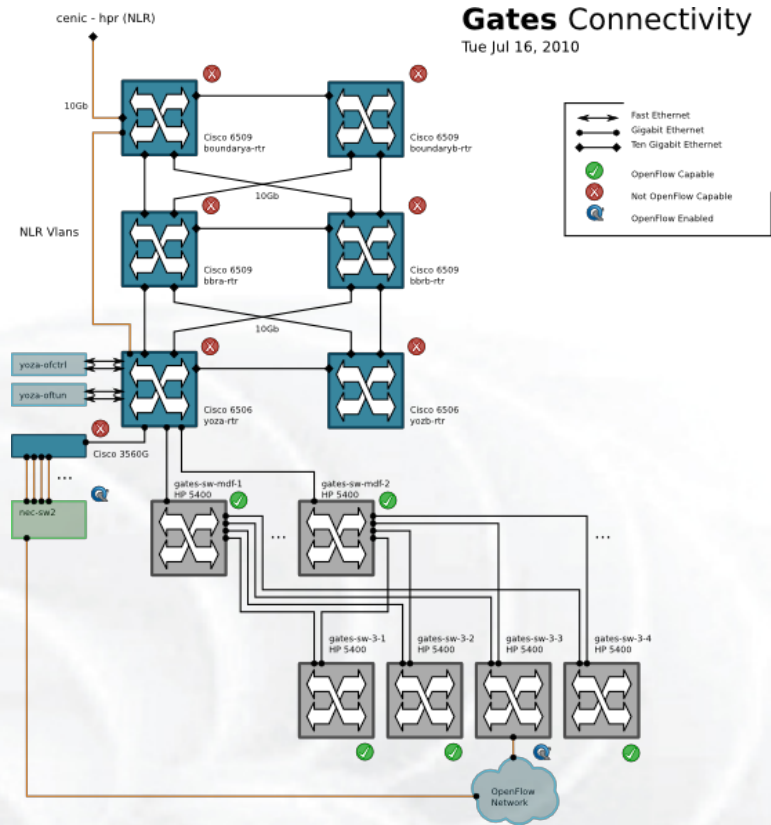 cenic - hpr (NLR)
Gates Connectivity
Tue Jul 16, 2010
10Gb
Cisco 6509
boundarya-rtr
Cisco 6509
boundaryb-rtr
Fast Ethernet
Gigabit Ethernet
Ten Gigabit Ethernet
OpenFlow Capable
Not OpenFlow Capable
OpenFlow Enabled
10Gb
NLR Vlans
Cisco 6509
bbra-rtr
Cisco 6509
bbrb-rtr
10Gb
yoza-ofctrl
yoza-oftun
Cisco 6506
yoza-rtr
Cisco 6506
yozb-rtr
Cisco 3560G
...
nec-sw2
gates-sw-mdf-1
HP 5400
...
gates-sw-mdf-2
HP 5400
...
gates-sw-3-1
HP 5400
gates-sw-3-2
HP 5400
gates-sw-3-3
HP 5400
gates-sw-3-4
HP 5400
OpenFlow
Network